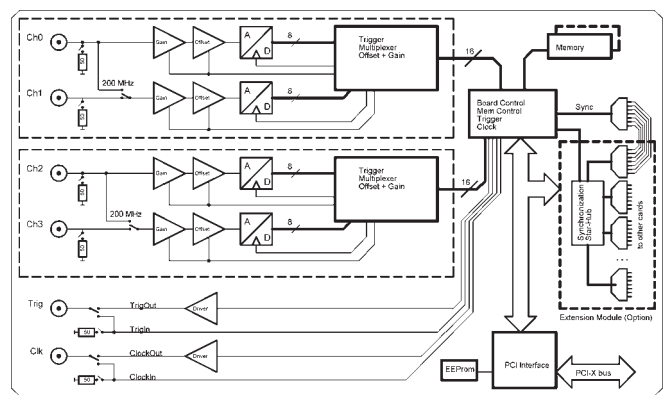 Ch0
50
Gain
Offset
A
D
8
Trigger
Multiplexer
Offset + Gain
16
200 MHz
Ch1
50
Gain
Offset
A
D
8
Memory
Board Control
Mem Control
Trigger
Clock
Sync
Ch2
50
Gain
Offset
A
D
8
Trigger
Multiplexer
Offset + Gain
16
200 MHz
Ch3
50
Gain
Offset
A
D
8
Synchronization
Star-Hub
to other cards
...
Extension Module (Option)
Trig
TrigOut
Driver
50
TrigIn
Clk
ClockOut
Driver
50
ClockIn
EEProm
PCI Interface
PCI-X bus